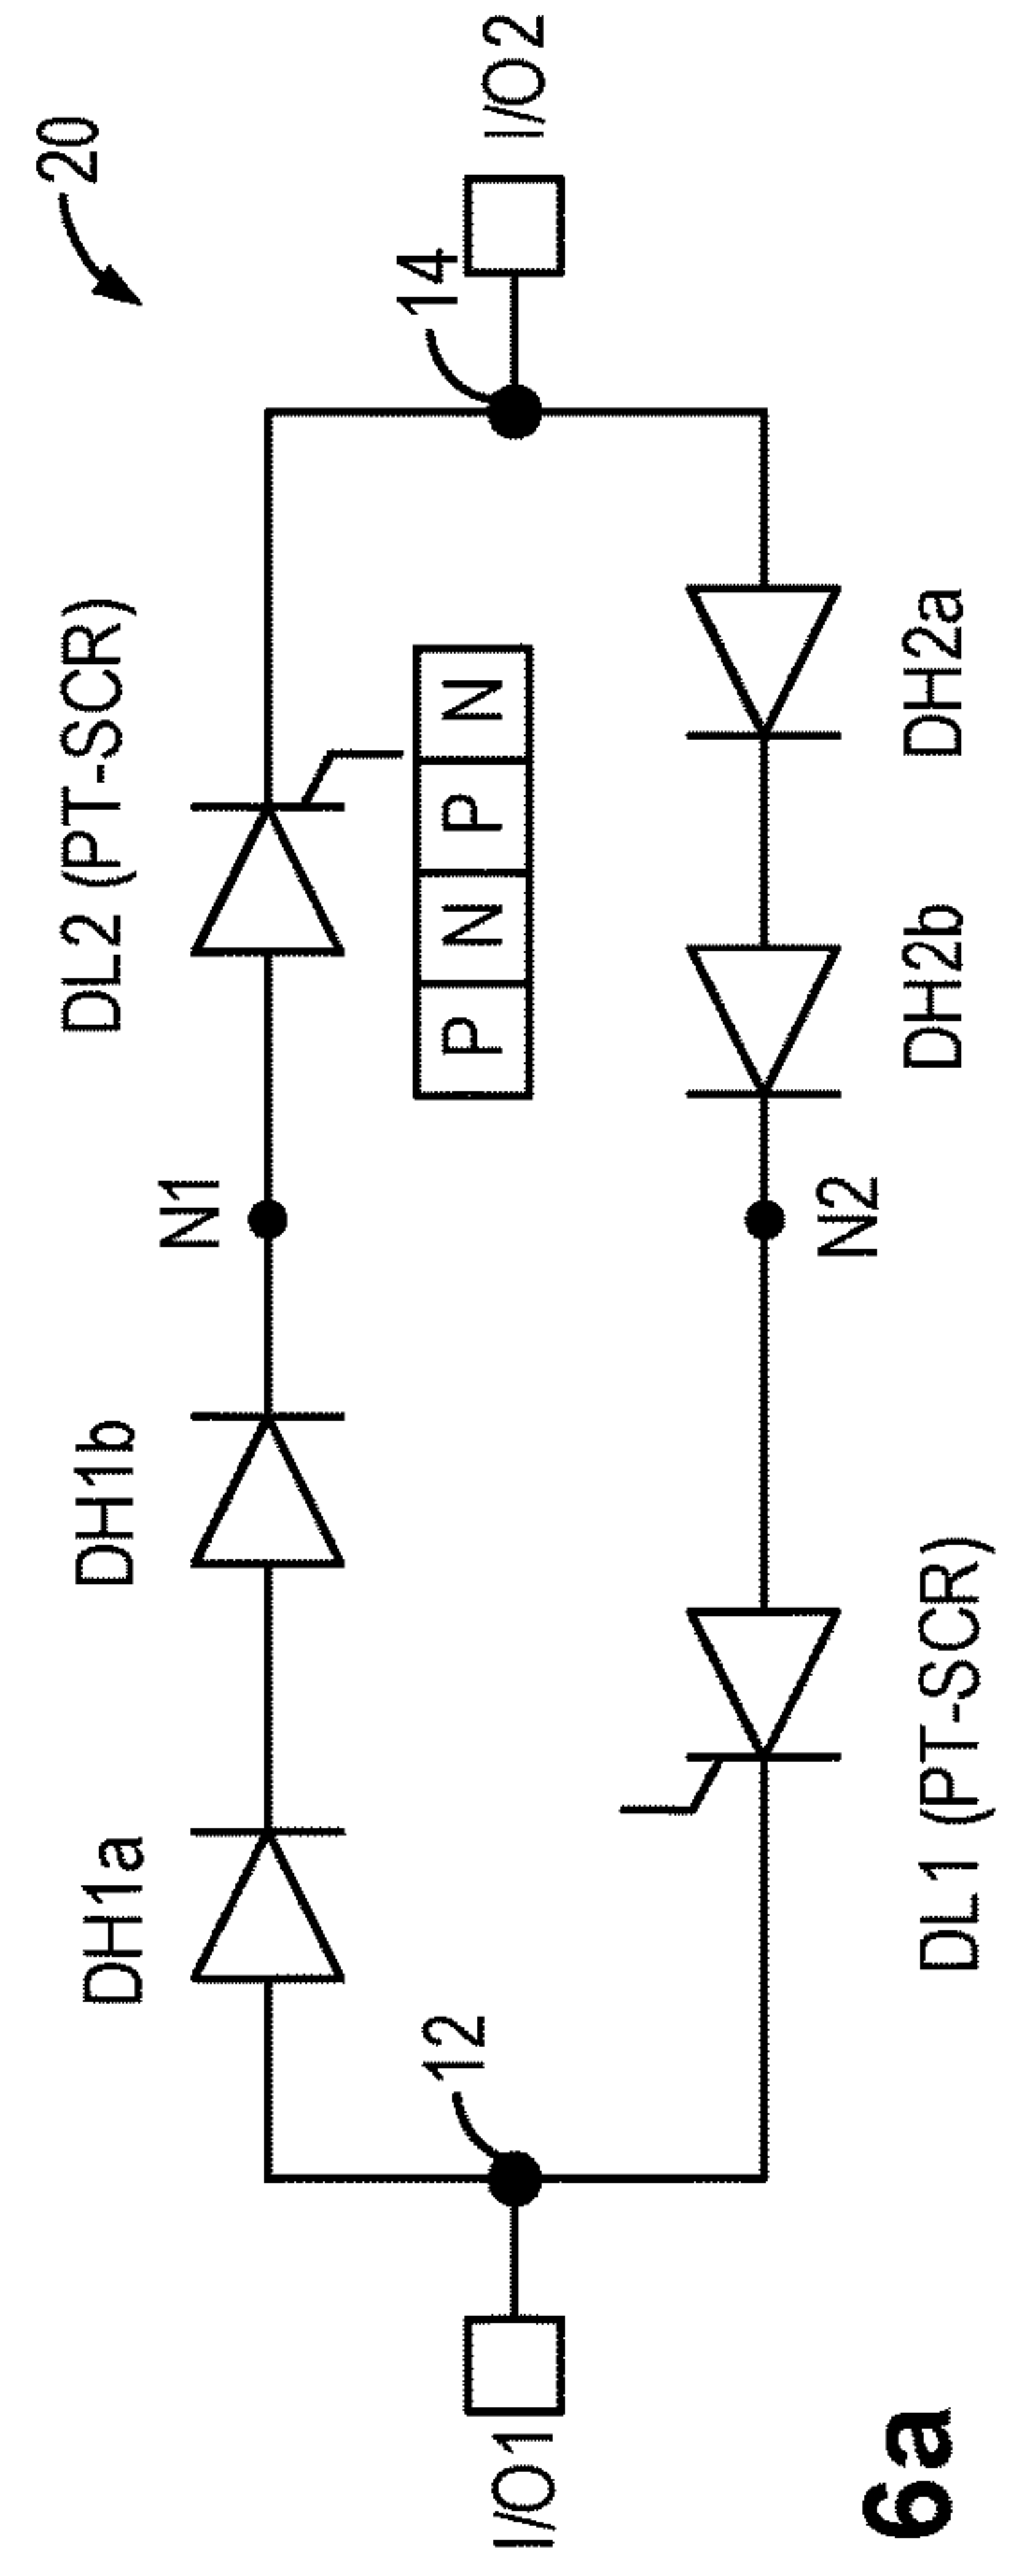 20
DH1a
DH1b
N1
DL2 (PT-SCR)
12
14
I/O1
P N P N
I/O2
DL1 (PT-SCR)
N2
DH2b
DH2a
6a